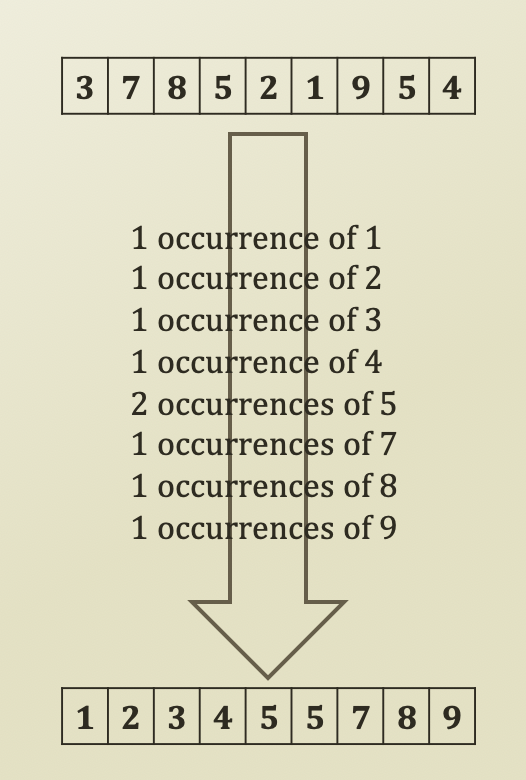 3 7 8 5 2 1 9 5 4
1 occurrence of 1
1 occurrence of 2
1 occurrence of 3
1 occurrence of 4
2 occurrences of 5
1 occurrences of 7
1 occurrences of 8
1 occurrences of 9
1 2 3 4 5 5 7 8 9